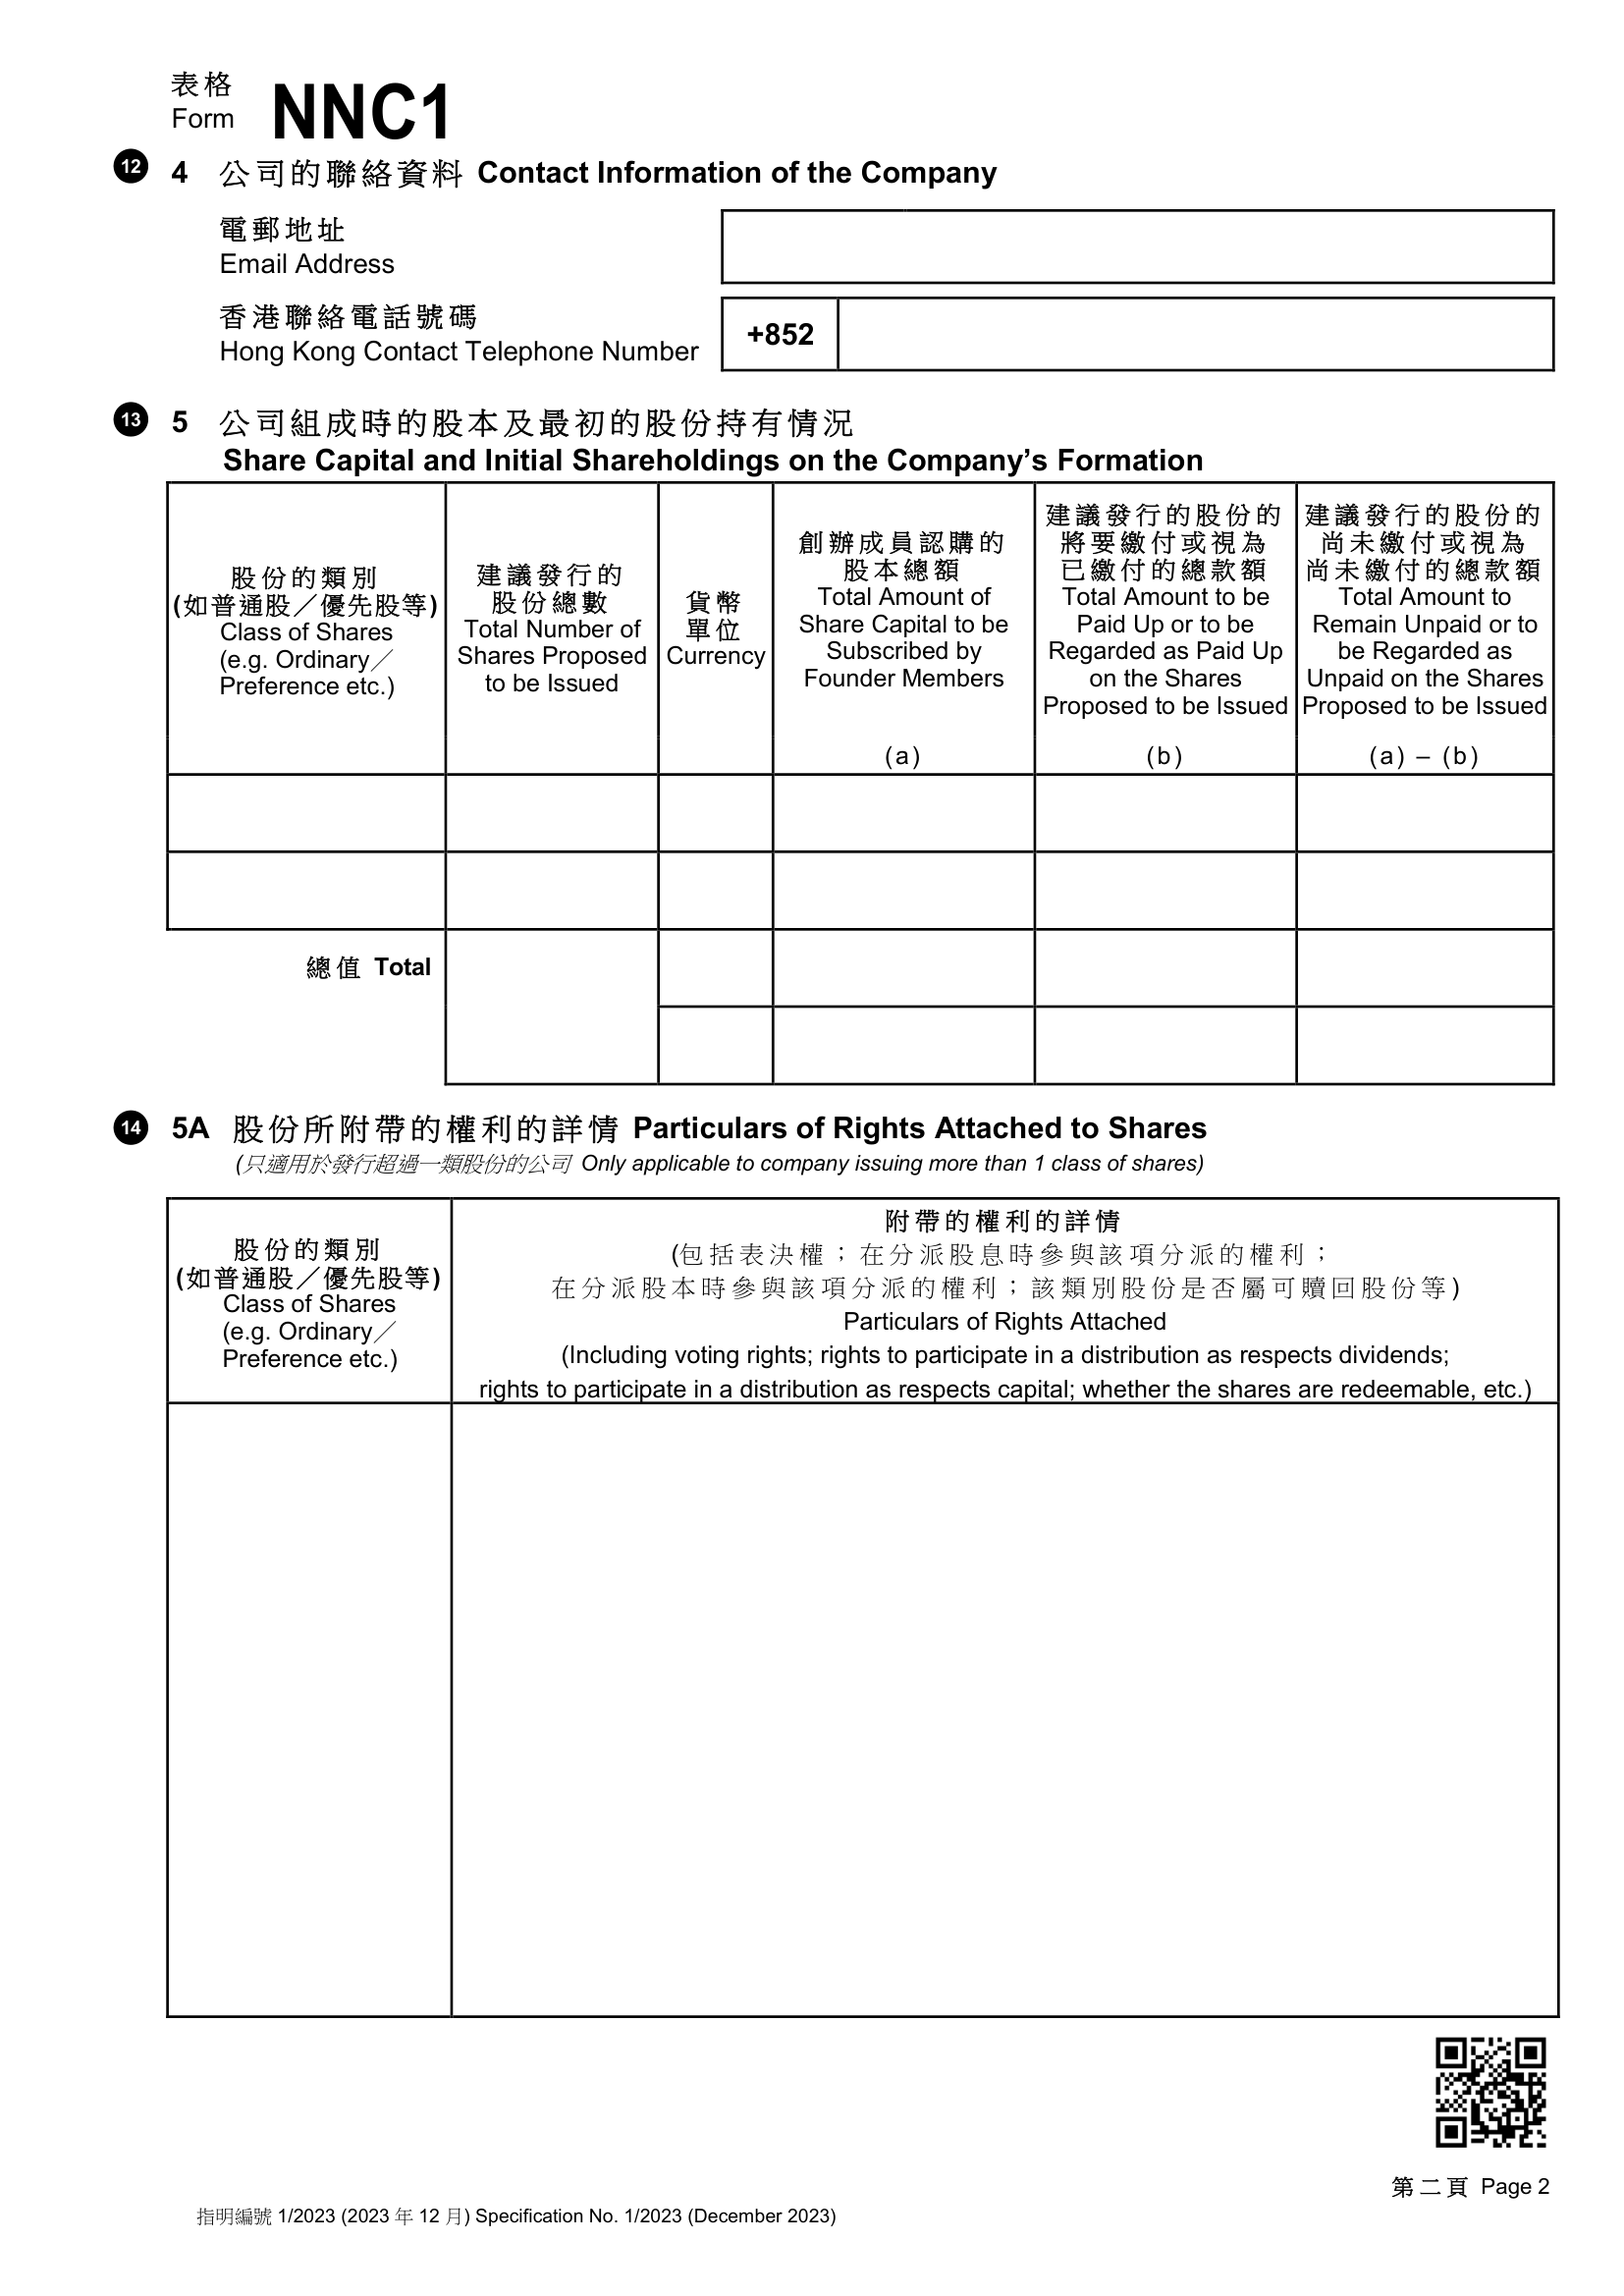 表格
Form NNC1
12 4 公司的聯絡資料 Contact Information of the Company
電郵地址
Email Address
香港聯絡電話號碼
Hong Kong Contact Telephone Number
+852
13 5 公司組成時的股本及最初的股份持有情況
Share Capital and Initial Shareholdings on the Company’s Formation
股份的類別
(如普通股／優先股等)
Class of Shares
(e.g. Ordinary／
Preference etc.)
建議發行的
股份總數
Total Number of
Shares Proposed
to be Issued
貨幣
單位
Currency
創辦成員認購的
股本總額
Total Amount of
Share Capital to be
Subscribed by
Founder Members
(a)
建議發行的股份的
將要繳付或視為
已繳付的總款額
Total Amount to be
Paid Up or to be
Regarded as Paid Up
on the Shares
Proposed to be Issued
(b)
建議發行的股份的
尚未繳付或視為
尚未繳付的總款額
Total Amount to
Remain Unpaid or to
be Regarded as
Unpaid on the Shares
Proposed to be Issued
(a) – (b)
總值 Total
14 5A 股份所附帶的權利的詳情 Particulars of Rights Attached to Shares
(只適用於發行超過一類股份的公司 Only applicable to company issuing more than 1 class of shares)
股份的類別
(如普通股／優先股等)
Class of Shares
(e.g. Ordinary／
Preference etc.)
附帶的權利的詳情
(包括表決權；在分派股息時參與該項分派的權利；
在分派股本時參與該項分派的權利；該類別股份是否屬可贖回股份等)
Particulars of Rights Attached
(Including voting rights; rights to participate in a distribution as respects dividends;
rights to participate in a distribution as respects capital; whether the shares are redeemable, etc.)
第二頁 Page 2
指明編號 1/2023 (2023 年 12 月) Specification No. 1/2023 (December 2023)